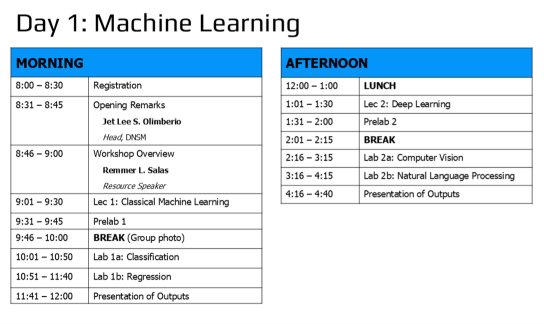 Day 1: Machine Learning
MORNING
8:00 – 8:30 Registration
8:31 – 8:45 Opening Remarks
Jet Lee S. Olimberio
Head, DNSM
8:46 – 9:00 Workshop Overview
Remmer L. Salas
Resource Speaker
9:01 – 9:30 Lec 1: Classical Machine Learning
9:31 – 9:45 Prelab 1
9:46 – 10:00 BREAK (Group photo)
10:01 – 10:50 Lab 1a: Classification
10:51 – 11:40 Lab 1b: Regression
11:41 – 12:00 Presentation of Outputs
AFTERNOON
12:00 – 1:00 LUNCH
1:01 – 1:30 Lec 2: Deep Learning
1:31 – 2:00 Prelab 2
2:01 – 2:15 BREAK
2:16 – 3:15 Lab 2a: Computer Vision
3:16 – 4:15 Lab 2b: Natural Language Processing
4:16 – 4:40 Presentation of Outputs